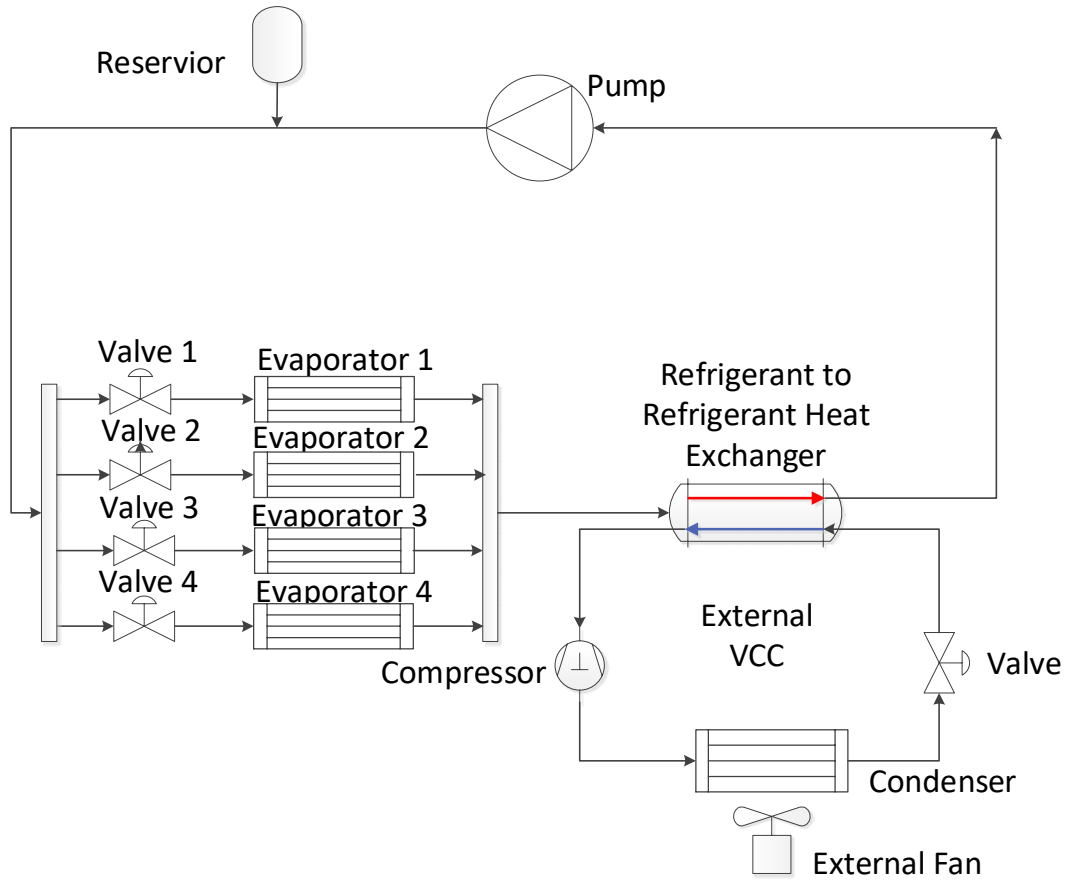 Reservior
Pump
Valve 1
Evaporator 1
Valve 2
Evaporator 2
Valve 3
Evaporator 3
Valve 4
Evaporator 4
Refrigerant to
Refrigerant Heat
Exchanger
External
VCC
Compressor
Valve
Condenser
External Fan